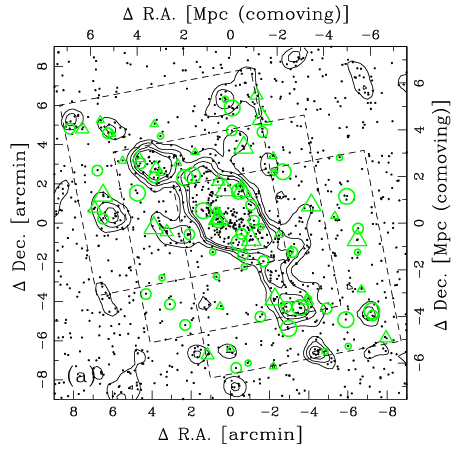 Δ R.A. [Mpc (comoving)]
6 4 2 0 −2 −4 −6
8 6 4 2 0 −2 −4 −6 −8
Δ Dec. [arcmin]
6 4 2 0 −2 −4 −6
Δ Dec. [Mpc (comoving)]
(a)
8 6 4 2 0 −2 −4 −6 −8
Δ R.A. [arcmin]